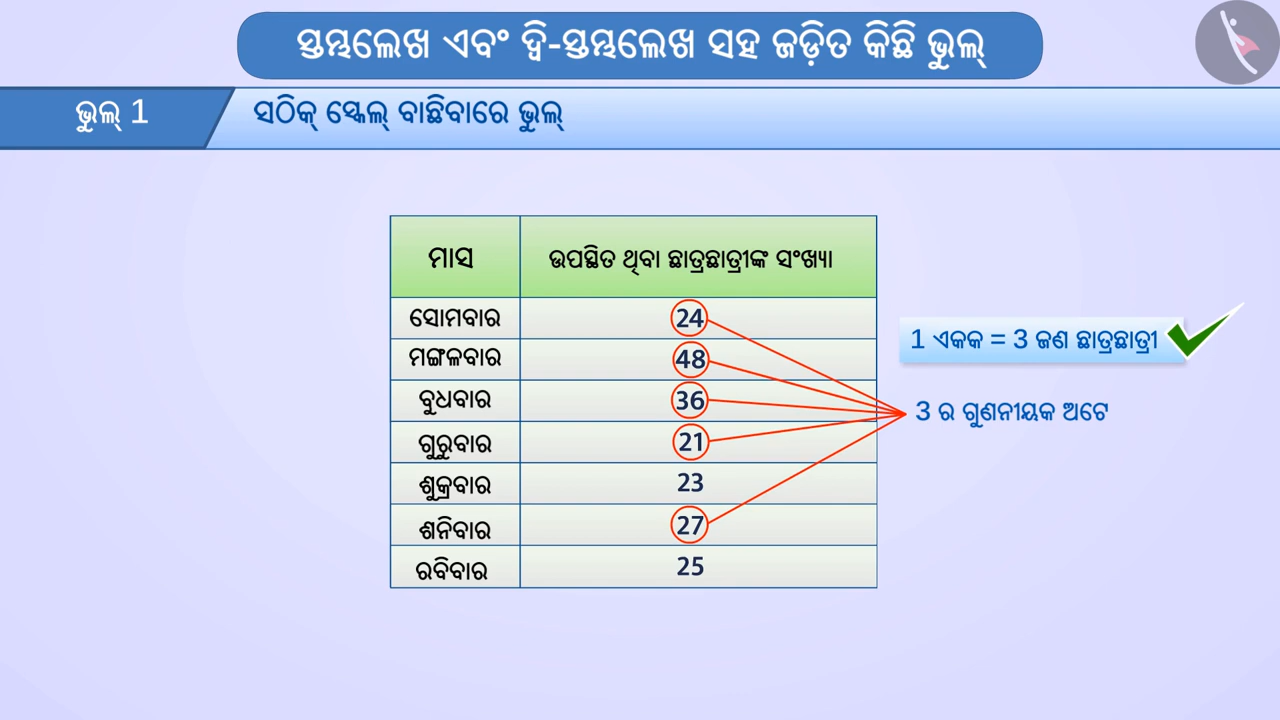 ସ୍ତମ୍ଭଲେଖ ଏବଂ ଦ୍ୱି-ସ୍ତମ୍ଭଲେଖ ସହ ଜଡ଼ିତ କିଛି ଭୁଲ୍
ଭୁଲ୍ 1
ସଠିକ୍ ସ୍କେଲ୍ ବାଛିବାରେ ଭୁଲ୍
ମାସ ଉପସ୍ଥିତ ଥିବା ଛାତ୍ରଛାତ୍ରୀଙ୍କ ସଂଖ୍ୟା
ସୋମବାର 24
ମଙ୍ଗଳବାର 48
ବୁଧବାର 36
ଗୁରୁବାର 21
ଶୁକ୍ରବାର 23
ଶନିବାର 27
ରବିବାର 25
1 ଏକକ = 3 ଜଣ ଛାତ୍ରଛାତ୍ରୀ
3 ର ଗୁଣନୀୟକ ଅଟେ